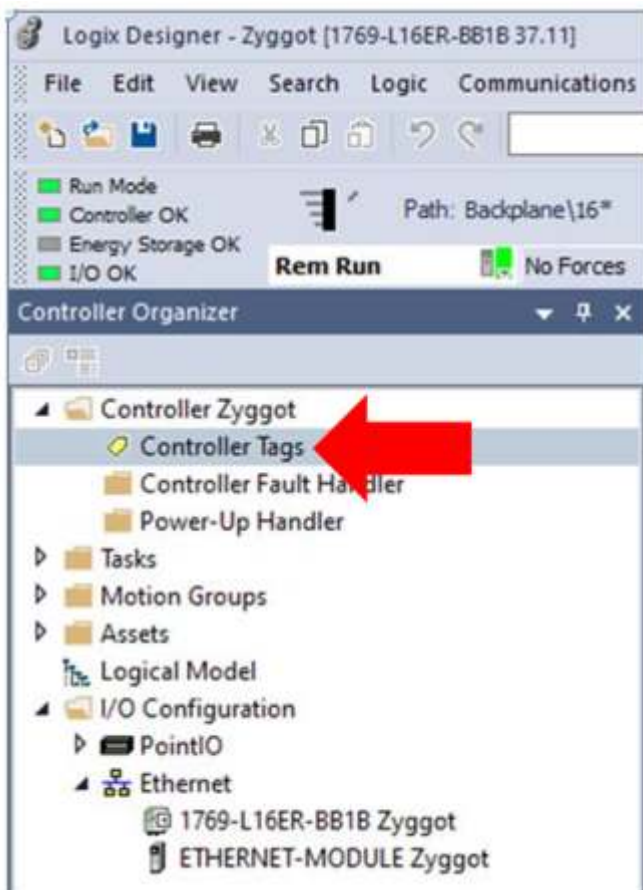 Logix Designer - Zyggot [1769-L16ER-BB1B 37.11]
File Edit View Search Logic Communications
Run Mode
Controller OK
Energy Storage OK
I/O OK
Path: Backplane\16*
Rem Run
No Forces
Controller Organizer
Controller Zyggot
Controller Tags
Controller Fault Handler
Power-Up Handler
Tasks
Motion Groups
Assets
Logical Model
I/O Configuration
PointIO
Ethernet
1769-L16ER-BB1B Zyggot
ETHERNET-MODULE Zyggot